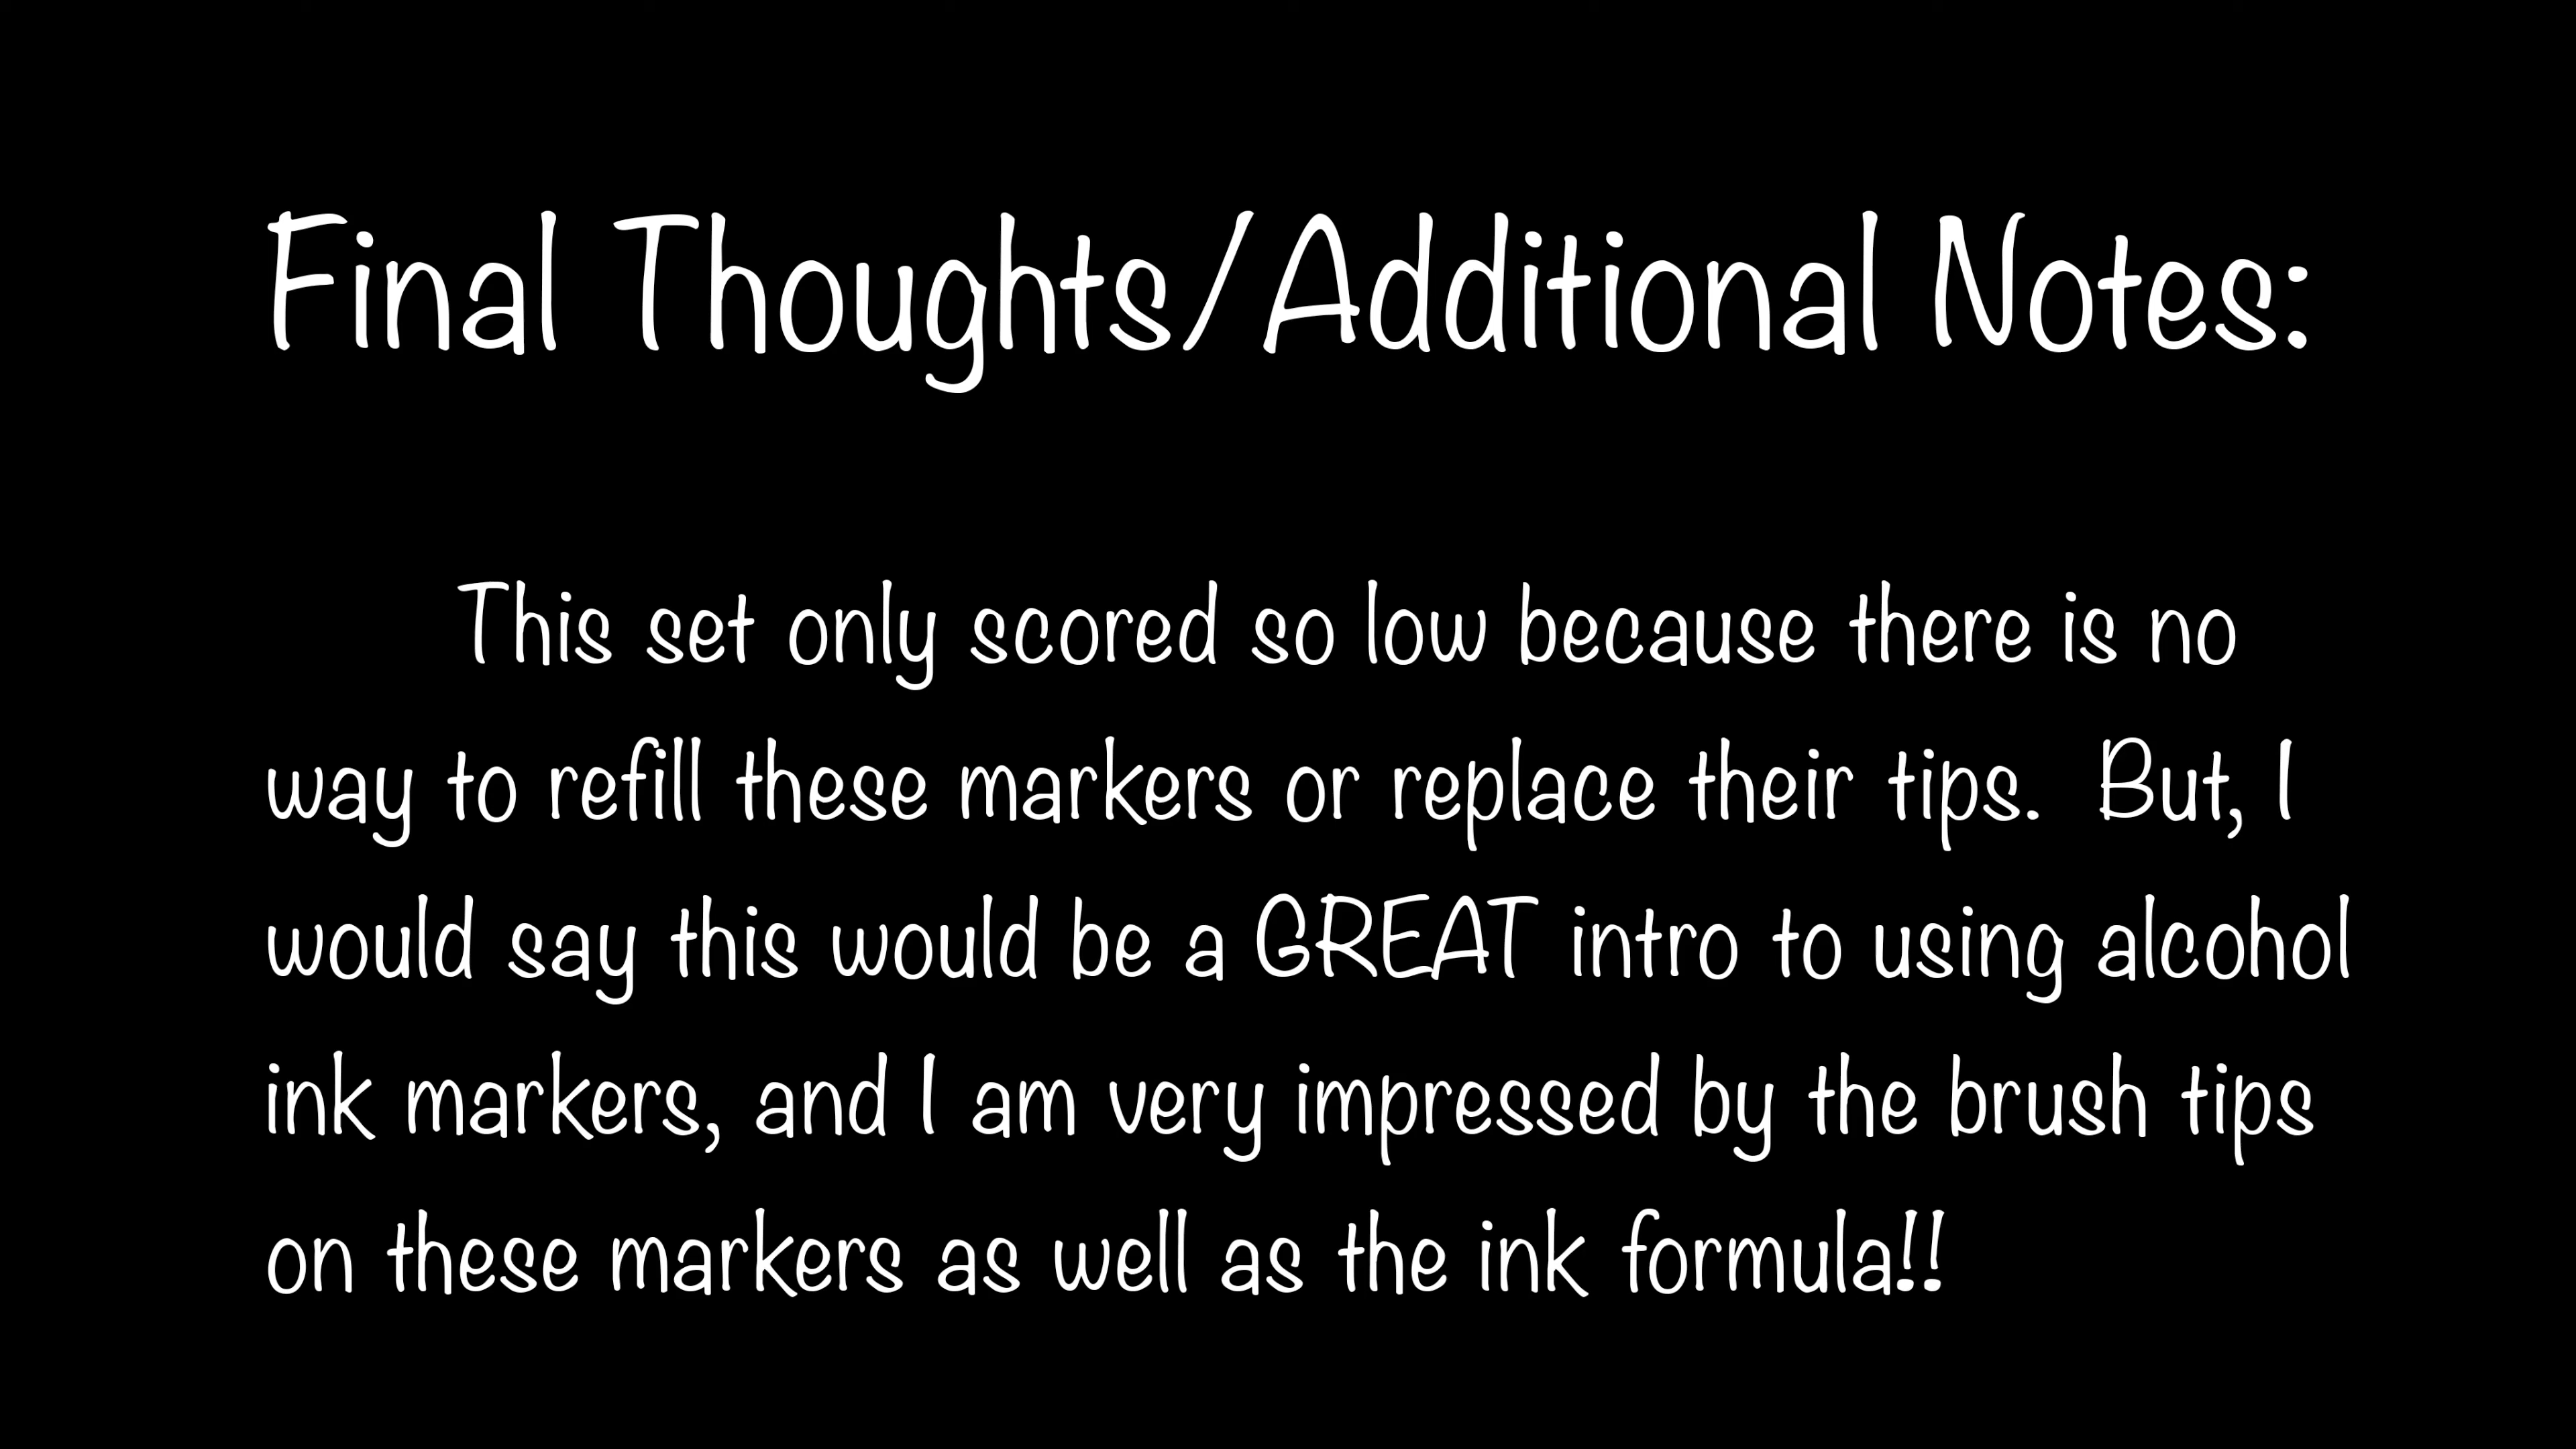 Final Thoughts/Additional Notes:
This set only scored so low because there is no
way to refill these markers or replace their tips.  But, I
would say this would be a GREAT intro to using alcohol
ink markers, and I am very impressed by the brush tips
on these markers as well as the ink formula!!